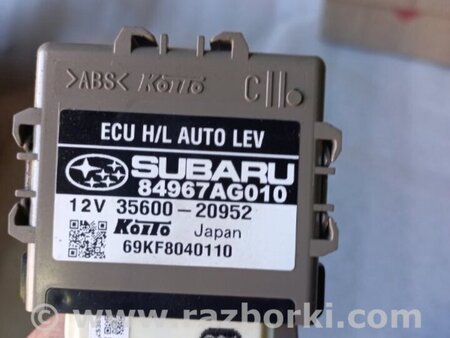 >ABS< KOITO C
ECU H/L AUTO LEV
SUBARU
84967AG010
12V 35600-20952
KOITO Japan
69KF8040110
www.razborki.com